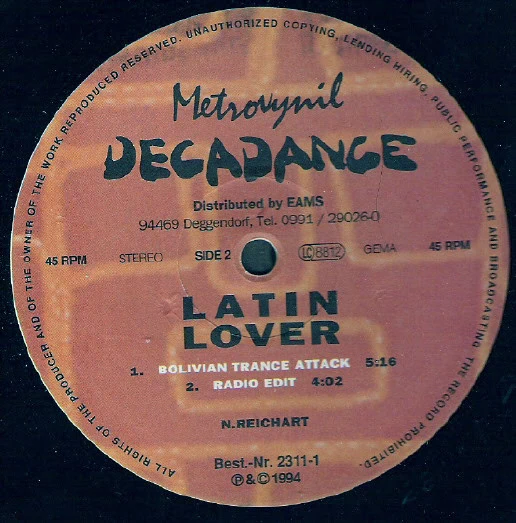 ALL RIGHTS OF THE PRODUCER AND OF THE OWNER OF THE WORK REPRODUCED RESERVED. UNAUTHORIZED COPYING, LENDING HIRING, PUBLIC PERFORMANCE AND BROADCASTING THE RECORD PROHIBITED.
Metrovynil
DECADANCE
Distributed by EAMS
94469 Deggendorf, Tel. 0991 / 29026-0
45 RPM STEREO SIDE 2 LC 8812 GEMA 45 RPM
LATIN
LOVER
1. BOLIVIAN TRANCE ATTACK 5:16
2. RADIO EDIT 4:02
N.REICHART
Best.-Nr. 2311-1
℗&© 1994